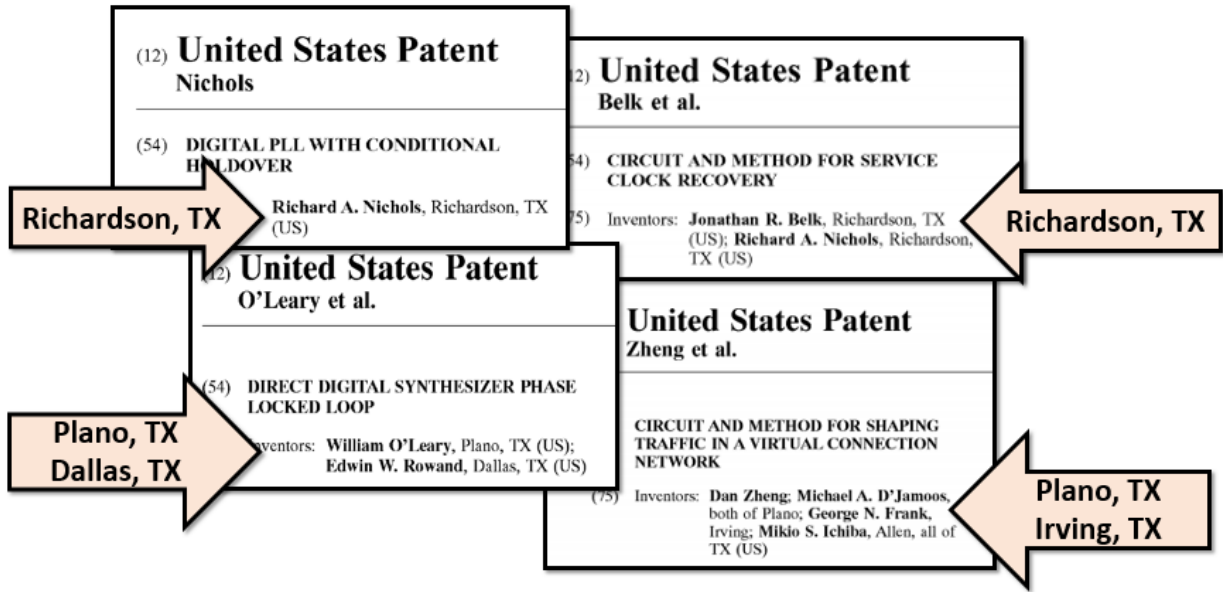 (12) United States Patent
Nichols
(54) DIGITAL PLL WITH CONDITIONAL
HOLDOVER
Richard A. Nichols, Richardson, TX
(US)
Richardson, TX
12) United States Patent
Belk et al.
54) CIRCUIT AND METHOD FOR SERVICE
CLOCK RECOVERY
75) Inventors: Jonathan R. Belk, Richardson, TX
(US); Richard A. Nichols, Richardson,
TX (US)
Richardson, TX
(12) United States Patent
O'Leary et al.
(54) DIRECT DIGITAL SYNTHESIZER PHASE
LOCKED LOOP
nventors: William O'Leary, Plano, TX (US);
Edwin W. Rowand, Dallas, TX (US)
Plano, TX
Dallas, TX
United States Patent
Zheng et al.
CIRCUIT AND METHOD FOR SHAPING
TRAFFIC IN A VIRTUAL CONNECTION
NETWORK
(75) Inventors: Dan Zheng; Michael A. D'Jamoos,
both of Plano; George N. Frank,
Irving; Mikio S. Ichiba, Allen, all of
TX (US)
Plano, TX
Irving, TX